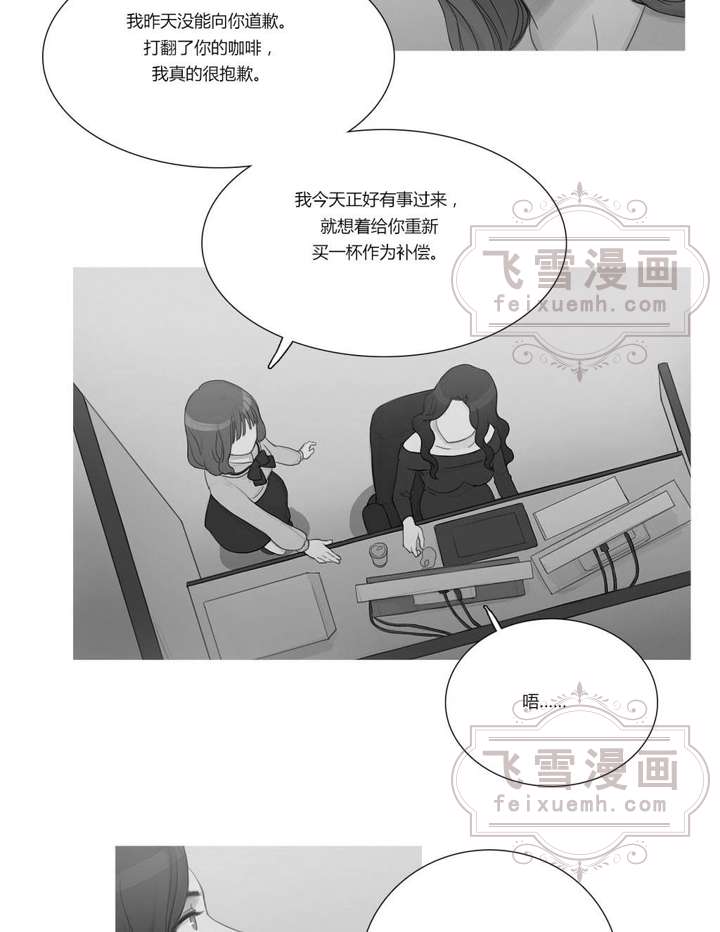 我昨天没能向你道歉。
打翻了你的咖啡，
我真的很抱歉。
我今天正好有事过来，
就想着给你重新
买一杯作为补偿。
飞雪漫画
feixuemh.com
唔……
飞雪漫画
feixuemh.com